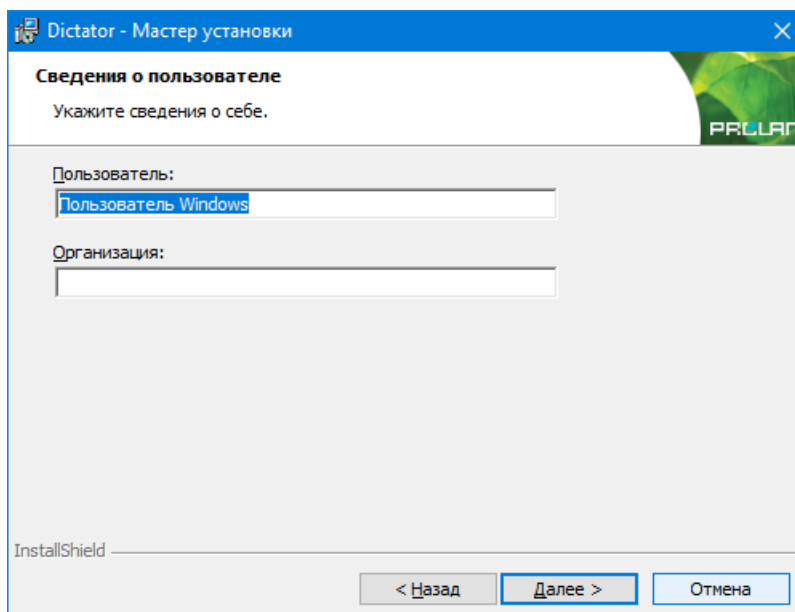 Dictator - Мастер установки
Сведения о пользователе
Укажите сведения о себе.
PROLAN
Пользователь:
Пользователь Windows
Организация:
InstallShield
< Назад
Далее >
Отмена